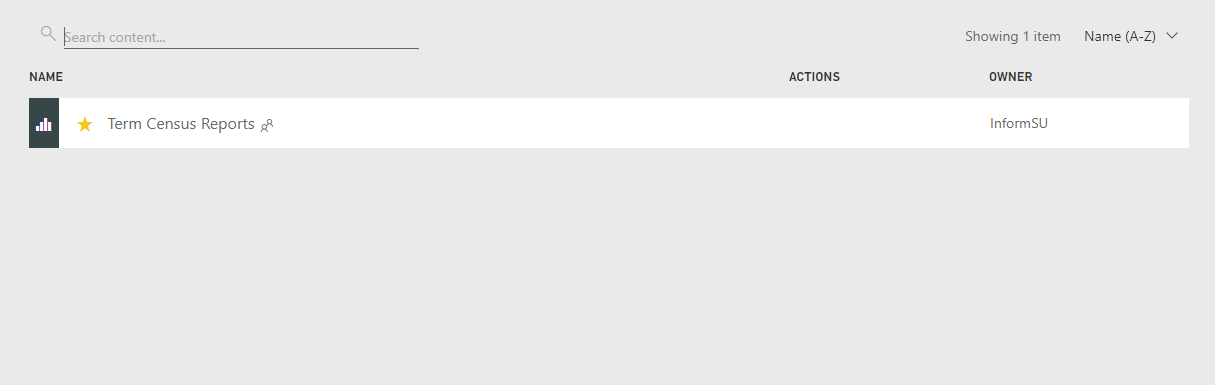 Search content...
Showing 1 item
Name (A-Z)
NAME
ACTIONS
OWNER
Term Census Reports
InformSU